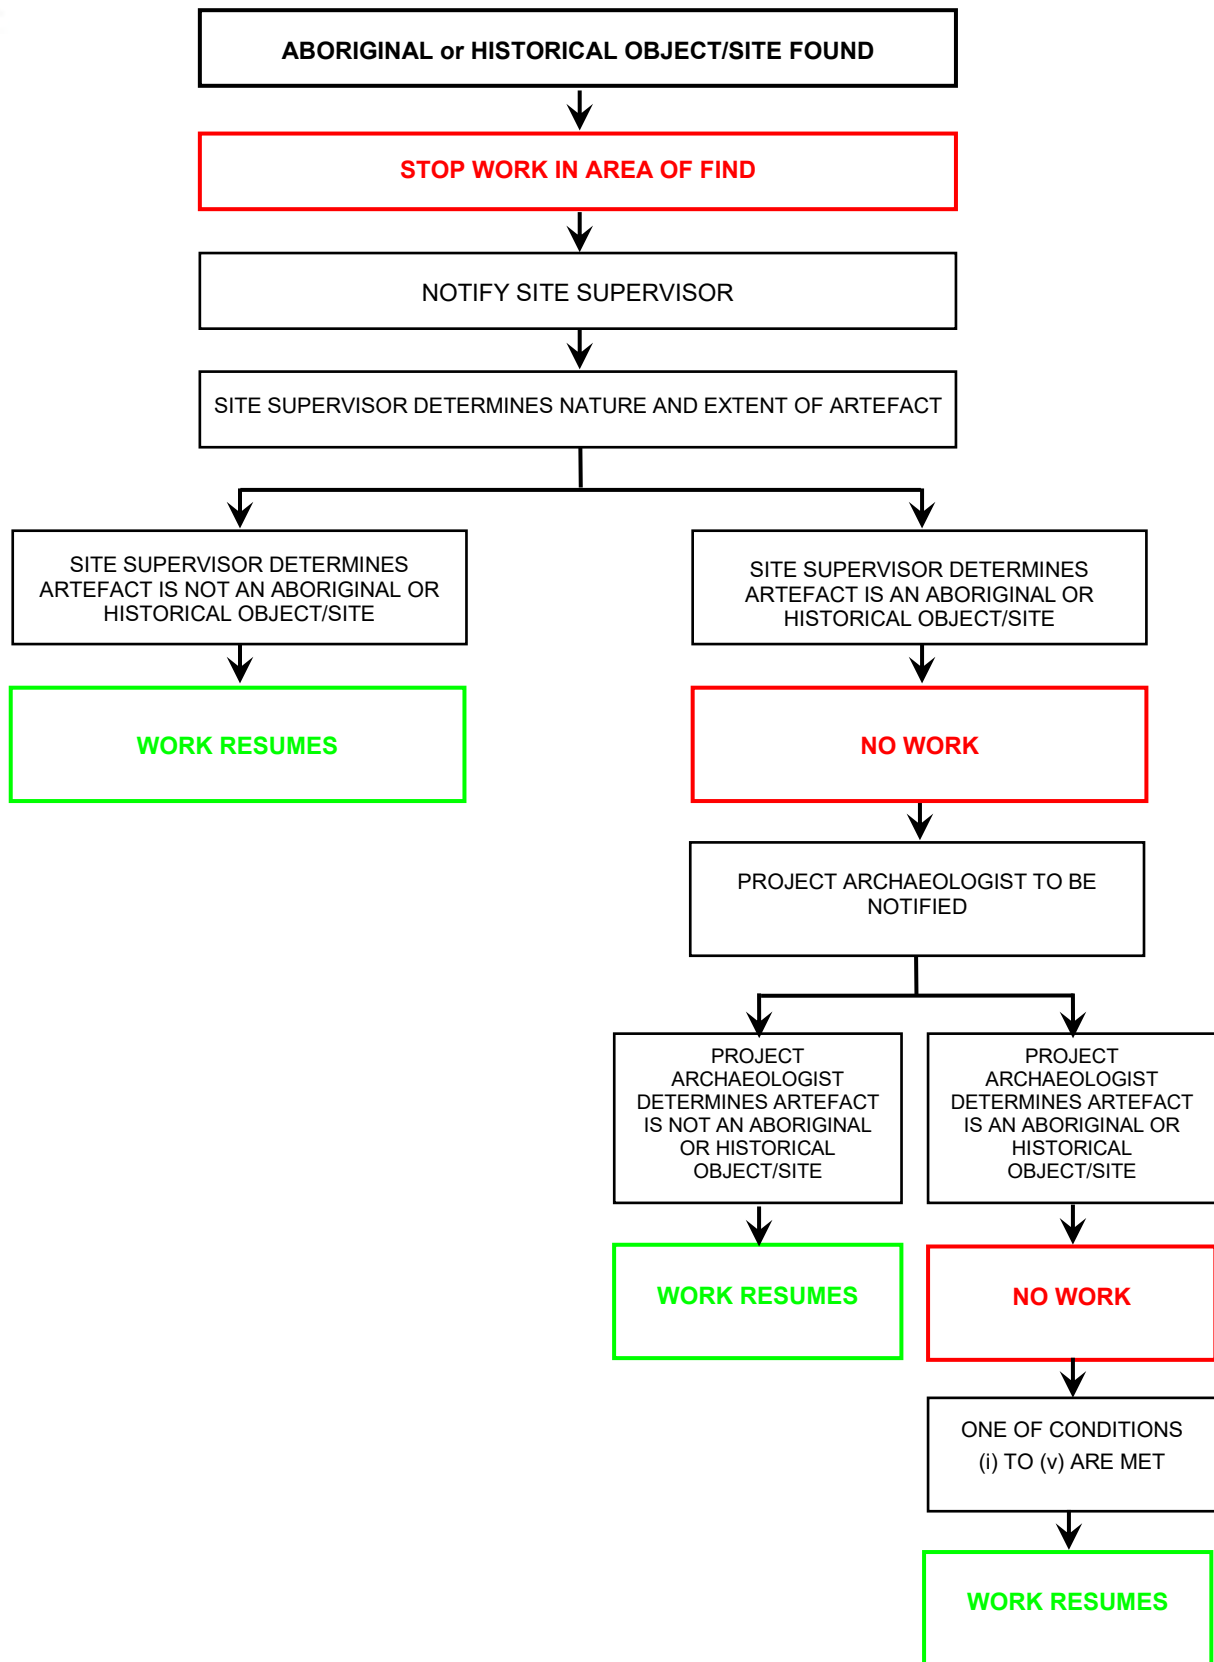 ABORIGINAL or HISTORICAL OBJECT/SITE FOUND
STOP WORK IN AREA OF FIND
NOTIFY SITE SUPERVISOR
SITE SUPERVISOR DETERMINES NATURE AND EXTENT OF ARTEFACT
SITE SUPERVISOR DETERMINES
ARTEFACT IS NOT AN ABORIGINAL OR
HISTORICAL OBJECT/SITE
SITE SUPERVISOR DETERMINES
ARTEFACT IS AN ABORIGINAL OR
HISTORICAL OBJECT/SITE
WORK RESUMES
NO WORK
PROJECT ARCHAEOLOGIST TO BE
NOTIFIED
PROJECT
ARCHAEOLOGIST
DETERMINES ARTEFACT
IS NOT AN ABORIGINAL
OR HISTORICAL
OBJECT/SITE
PROJECT
ARCHAEOLOGIST
DETERMINES ARTEFACT
IS AN ABORIGINAL OR
HISTORICAL
OBJECT/SITE
WORK RESUMES
NO WORK
ONE OF CONDITIONS
(i) TO (v) ARE MET
WORK RESUMES